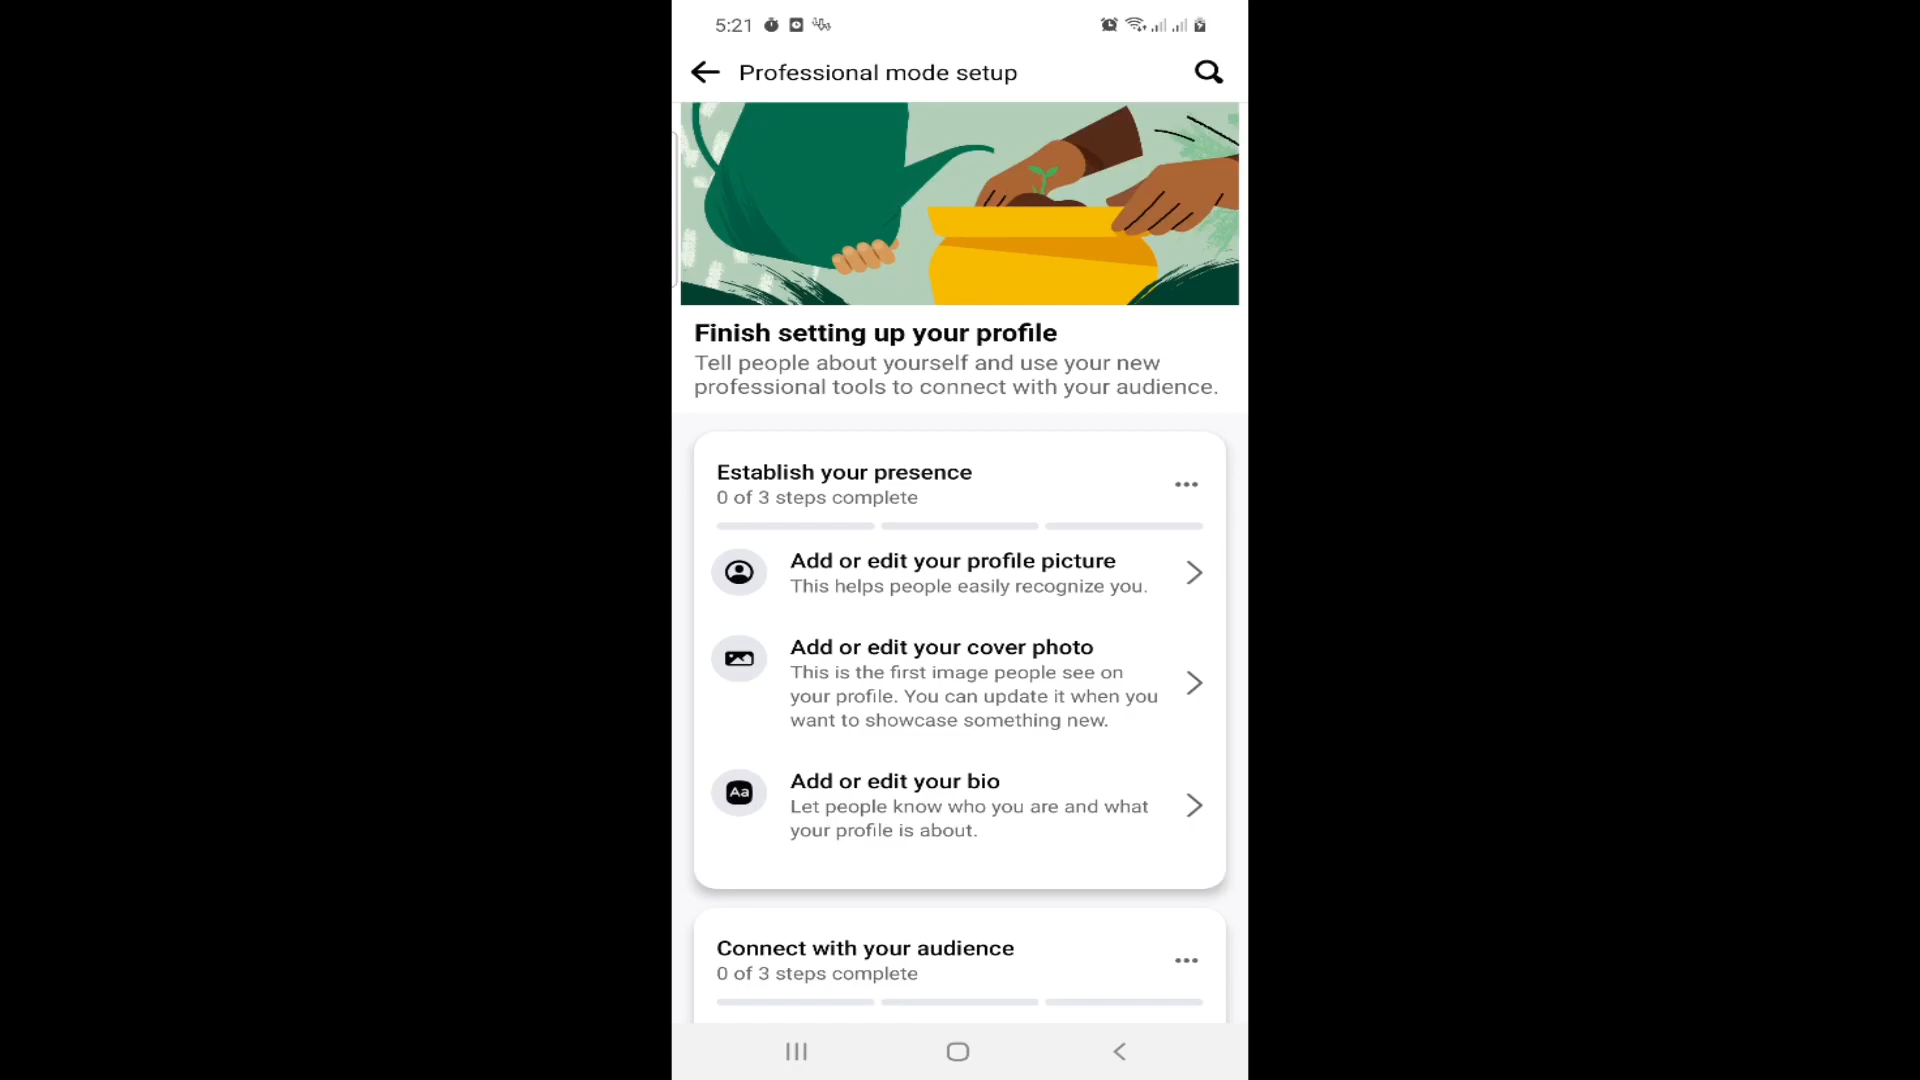 5:21
Professional mode setup
Finish setting up your profile
Tell people about yourself and use your new
professional tools to connect with your audience.
Establish your presence
0 of 3 steps complete
Add or edit your profile picture
This helps people easily recognize you.
Add or edit your cover photo
This is the first image people see on
your profile. You can update it when you
want to showcase something new.
Aa
Add or edit your bio
Let people know who you are and what
your profile is about.
Connect with your audience
0 of 3 steps complete